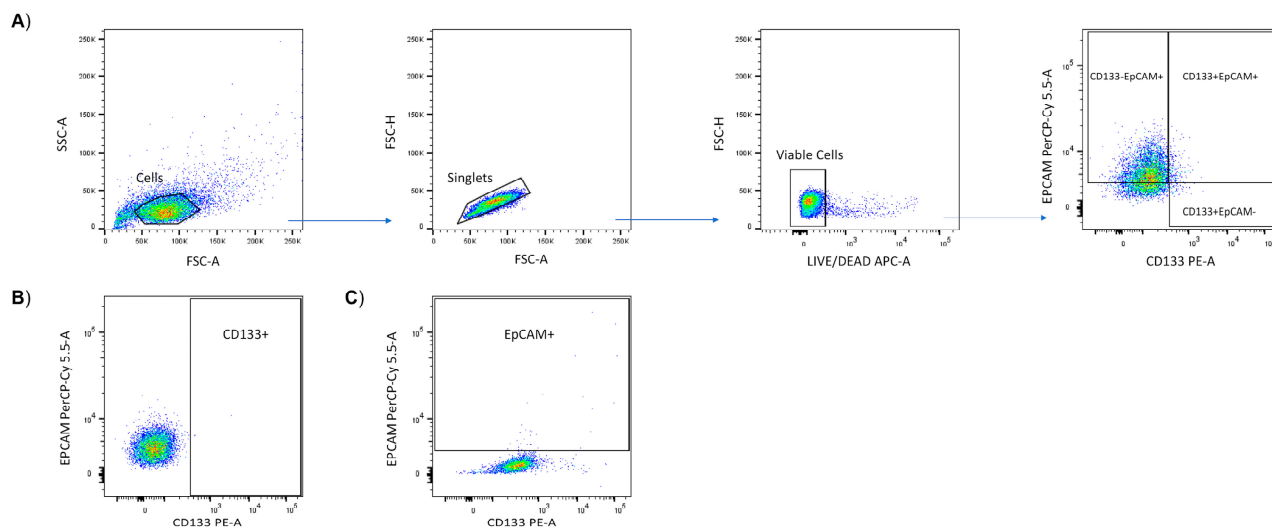 A)
250K
200K
150K
100K
50K
0
SSC-A
Cells
0 50K 100K 150K 200K 250K
FSC-A
250K
200K
150K
100K
50K
0
FSC-H
Singlets
0 50K 100K 150K 200K 250K
FSC-A
250K
200K
150K
100K
50K
0
FSC-H
Viable Cells
0 10³ 10⁴ 10⁵
LIVE/DEAD APC-A
10⁵
10⁴
0
EPCAM PerCP-Cy 5.5-A
CD133-EpCAM+ CD133+EpCAM+
CD133+EpCAM-
0 10³ 10⁴ 10⁵
CD133 PE-A
B)
10⁵
10⁴
0
EPCAM PerCP-Cy 5.5-A
CD133+
0 10³ 10⁴ 10⁵
CD133 PE-A
C)
10⁵
10⁴
0
EPCAM PerCP-Cy 5.5-A
EpCAM+
0 10³ 10⁴ 10⁵
CD133 PE-A